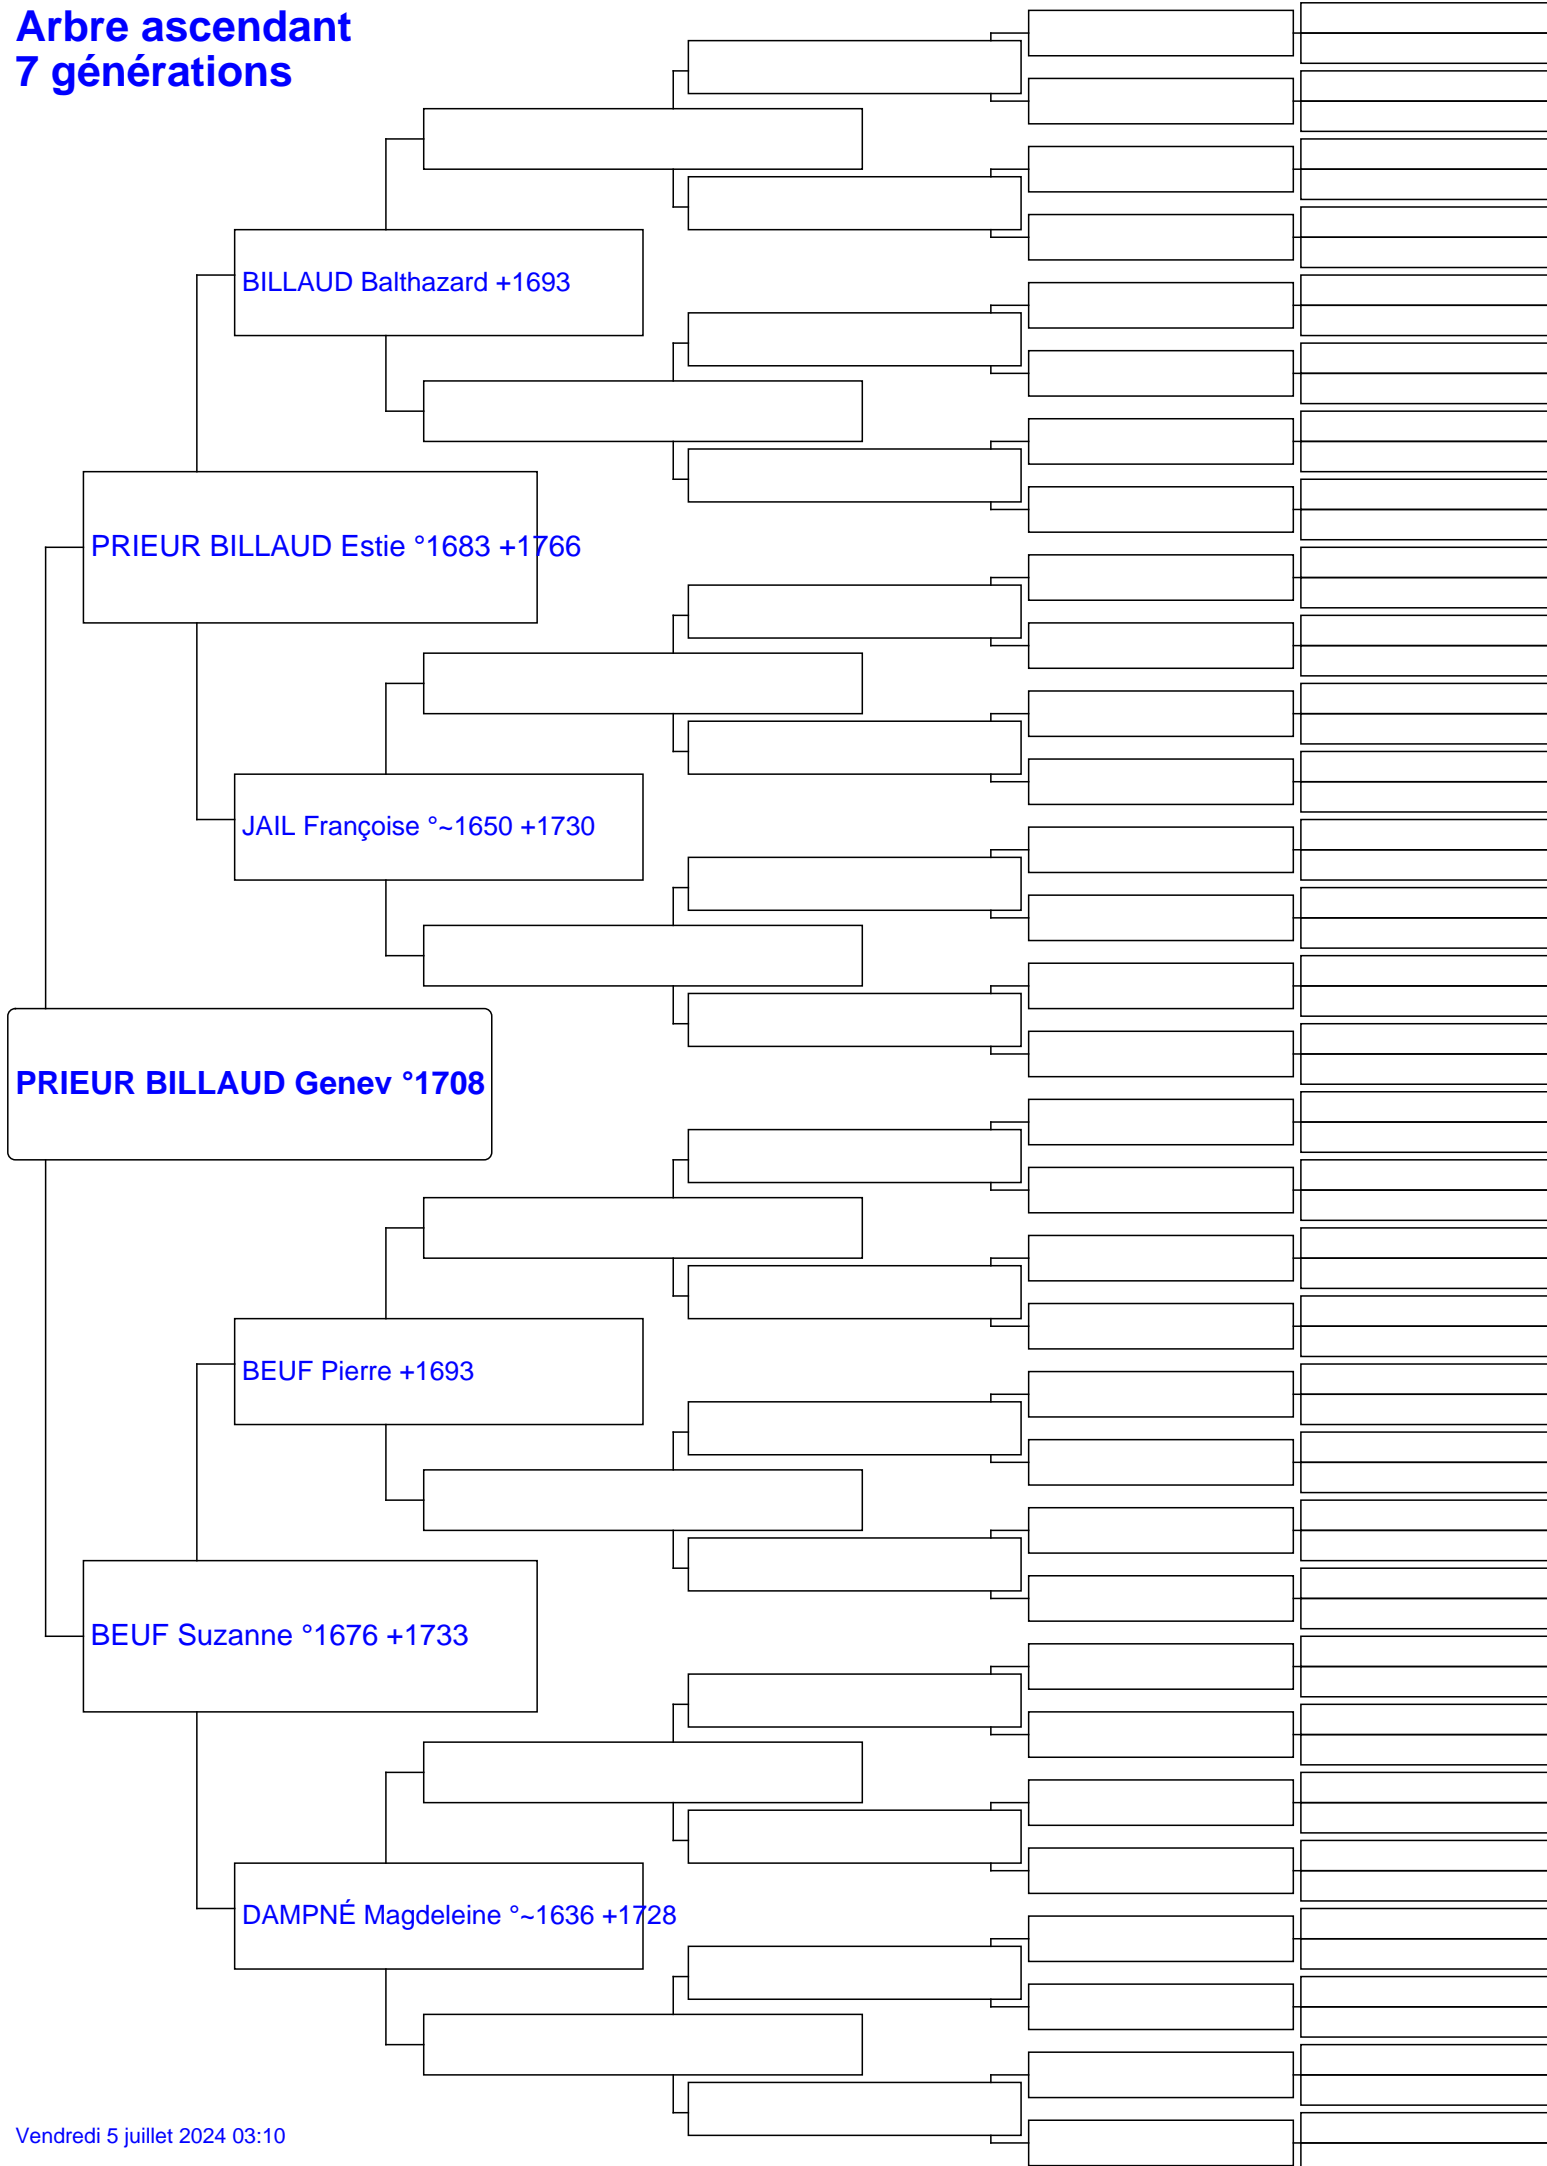 Arbre ascendant
7 générations
BILLAUD Balthazard +1693
PRIEUR BILLAUD Estie °1683 +1766
JAIL Françoise °~1650 +1730
PRIEUR BILLAUD Genev °1708
BEUF Pierre +1693
BEUF Suzanne °1676 +1733
DAMPNÉ Magdeleine °~1636 +1728
Vendredi 5 juillet 2024 03:10